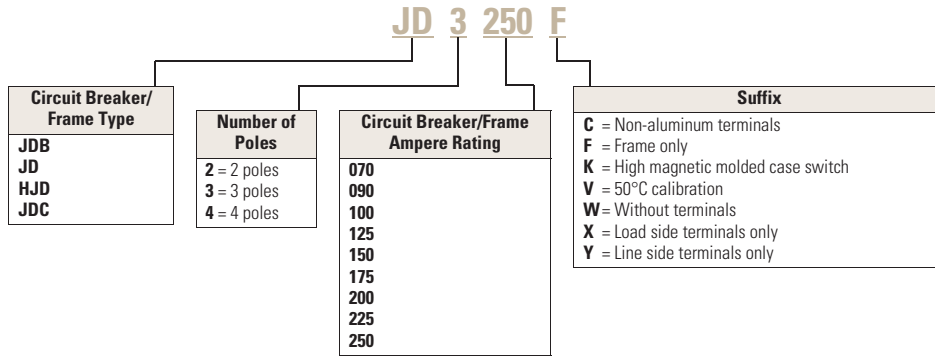 JD 3 250 F
Circuit Breaker/
Frame Type
JDB
JD
HJD
JDC
Number of
Poles
2 = 2 poles
3 = 3 poles
4 = 4 poles
Circuit Breaker/Frame
Ampere Rating
070
090
100
125
150
175
200
225
250
Suffix
C = Non-aluminum terminals
F = Frame only
K = High magnetic molded case switch
V = 50°C calibration
W = Without terminals
X = Load side terminals only
Y = Line side terminals only